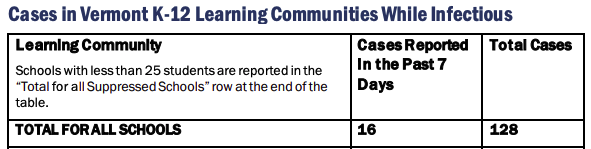 Cases in Vermont K-12 Learning Communities While Infectious
Learning Community
Schools with less than 25 students are reported in the
“Total for all Suppressed Schools” row at the end of the
table.
Cases Reported
In the Past 7
Days
Total Cases
TOTAL FOR ALL SCHOOLS
16
128